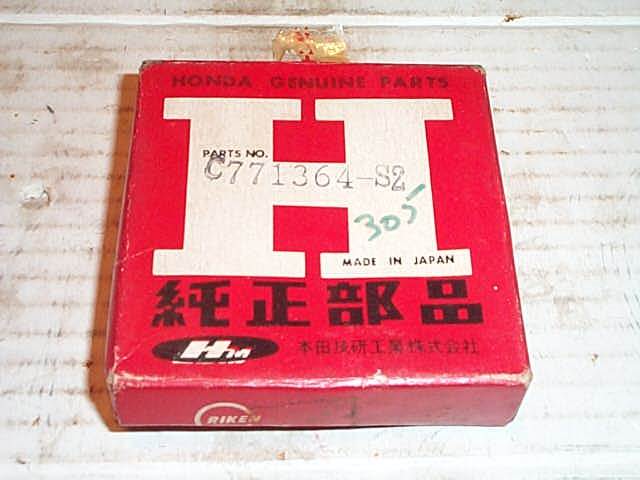 HONDA GENUINE PARTS
H
PARTS NO.
C771364-S2
305
MADE IN JAPAN
純正部品
HM 本田技研工業株式会社
RIKEN